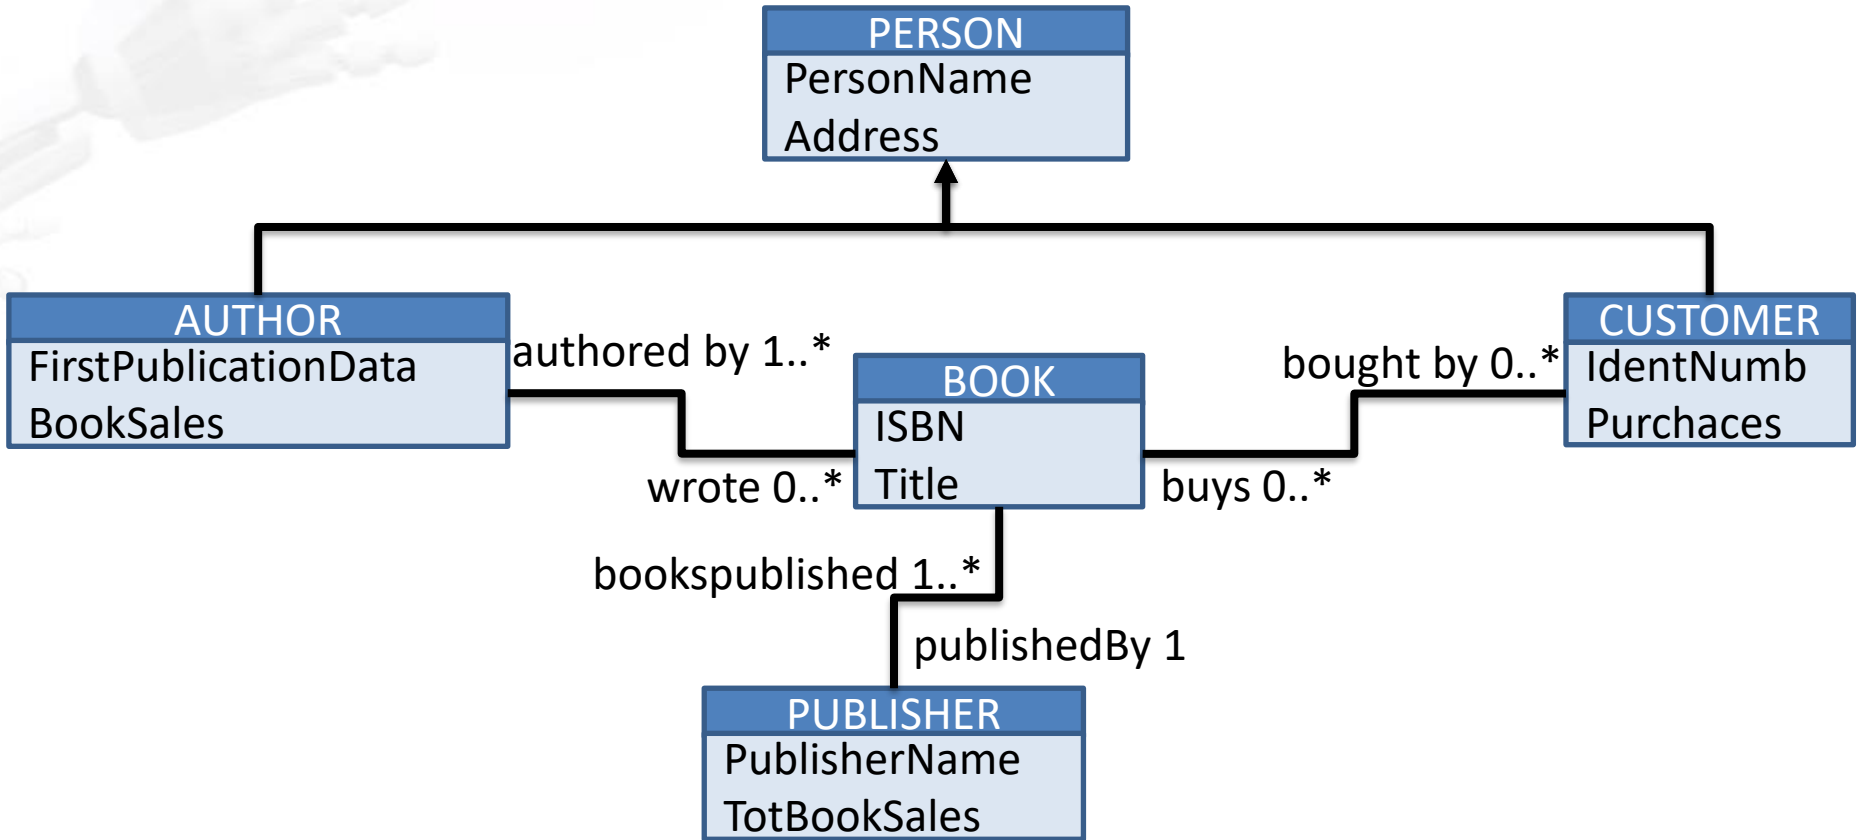 PERSON
PersonName
Address
AUTHOR
FirstPublicationData
BookSales
authored by 1..*
wrote 0..*
BOOK
ISBN
Title
bought by 0..*
buys 0..*
CUSTOMER
IdentNumb
Purchaces
bookspublished 1..*
publishedBy 1
PUBLISHER
PublisherName
TotBookSales